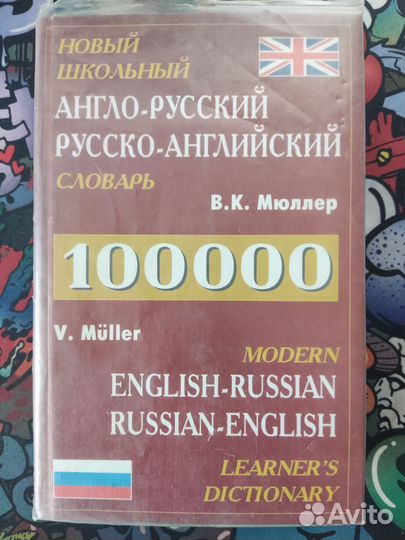 НОВЫЙ
ШКОЛЬНЫЙ
АНГЛО-РУССКИЙ
РУССКО-АНГЛИЙСКИЙ
СЛОВАРЬ
В.К. Мюллер
100000
V. Müller
MODERN
ENGLISH-RUSSIAN
RUSSIAN-ENGLISH
LEARNER'S
DICTIONARY
Avito